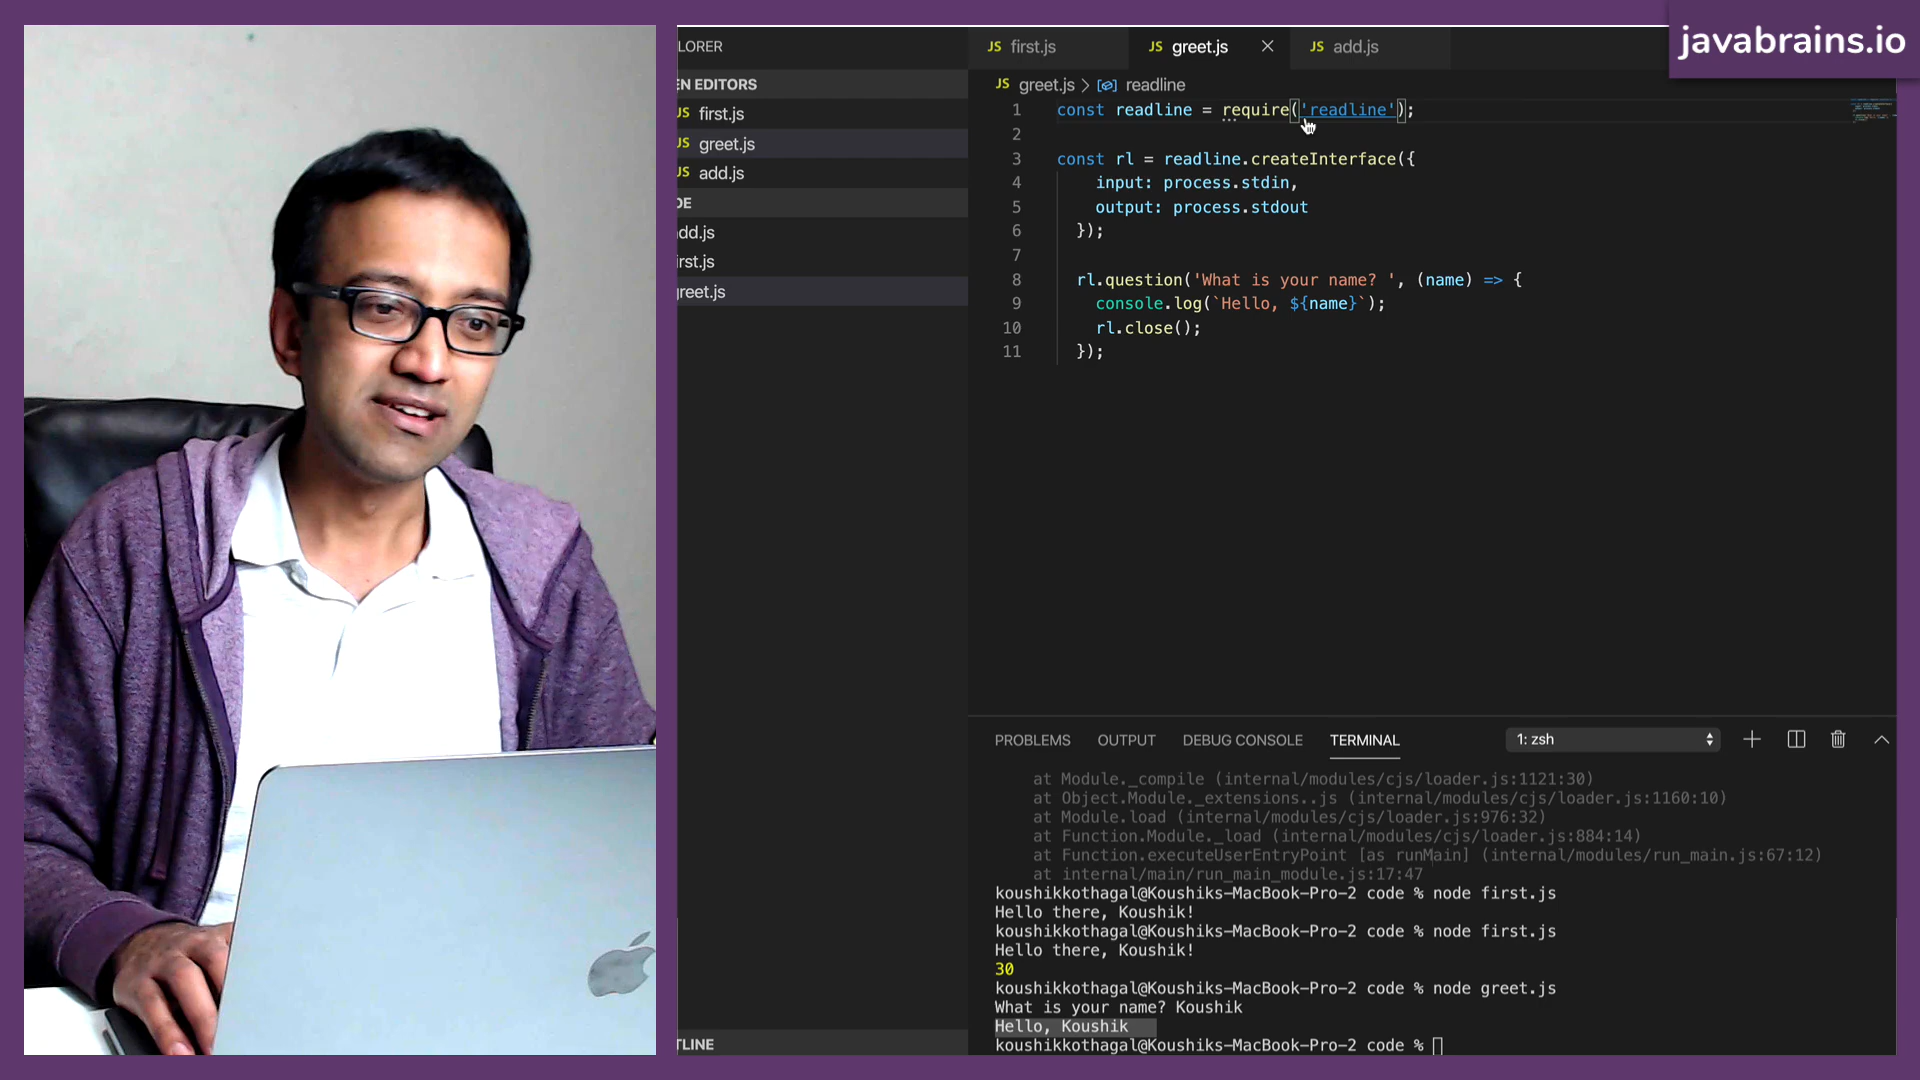 javabrains.io
LORER
EN EDITORS
JS first.js
JS greet.js
JS add.js
DE
add.js
irst.js
greet.js
TLINE
JS first.js
JS greet.js
JS add.js
JS greet.js > readline
1 const readline = require('readline');
2
3 const rl = readline.createInterface({
4 input: process.stdin,
5 output: process.stdout
6 });
7
8 rl.question('What is your name? ', (name) => {
9 console.log(`Hello, ${name}`);
10 rl.close();
11 });
PROBLEMS OUTPUT DEBUG CONSOLE TERMINAL 1: zsh
at Module._compile (internal/modules/cjs/loader.js:1121:30)
at Object.Module._extensions..js (internal/modules/cjs/loader.js:1160:10)
at Module.load (internal/modules/cjs/loader.js:976:32)
at Function.Module._load (internal/modules/cjs/loader.js:884:14)
at Function.executeUserEntryPoint [as runMain] (internal/modules/run_main.js:67:12)
at internal/main/run_main_module.js:17:47
koushikkothagal@Koushiks-MacBook-Pro-2 code % node first.js
Hello there, Koushik!
koushikkothagal@Koushiks-MacBook-Pro-2 code % node first.js
Hello there, Koushik!
30
koushikkothagal@Koushiks-MacBook-Pro-2 code % node greet.js
What is your name? Koushik
Hello, Koushik
koushikkothagal@Koushiks-MacBook-Pro-2 code %